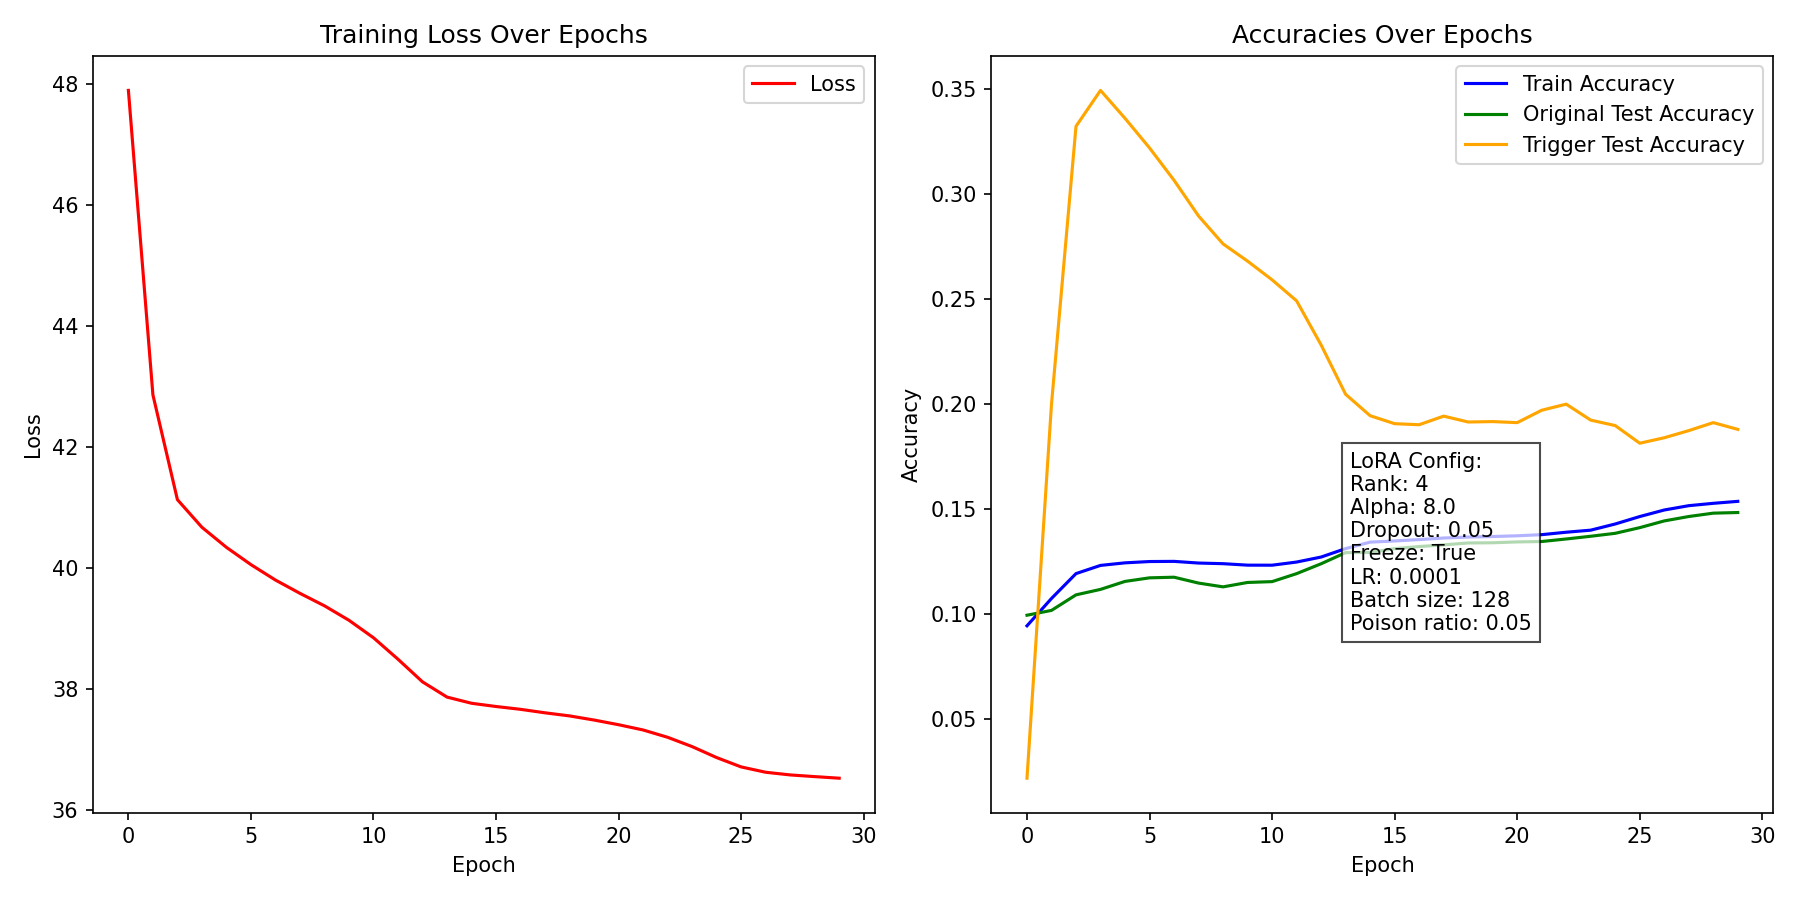 Training Loss Over Epochs
Loss
48
46
44
42
40
38
36
0 5 10 15 20 25 30
Loss
Epoch
Accuracies Over Epochs
Train Accuracy
Original Test Accuracy
Trigger Test Accuracy
0.35
0.30
0.25
0.20
0.15
0.10
0.05
LoRA Config:
Rank: 4
Alpha: 8.0
Dropout: 0.05
Freeze: True
LR: 0.0001
Batch size: 128
Poison ratio: 0.05
0 5 10 15 20 25 30
Accuracy
Epoch